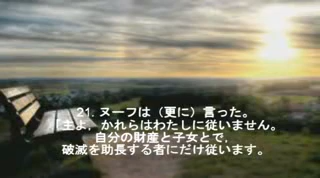 21. ヌーフは（更に）言った。
「主よ，かれらはわたしに従いません。
自分の財産と子女とで，
破滅を助長する者にだけ従います。